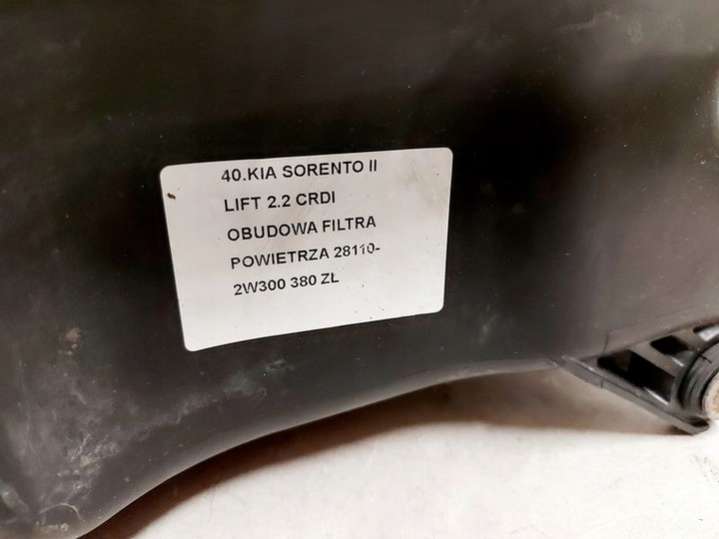 40.KIA SORENTO II
LIFT 2.2 CRDI
OBUDOWA FILTRA
POWIETRZA 28110-
2W300 380 ZL